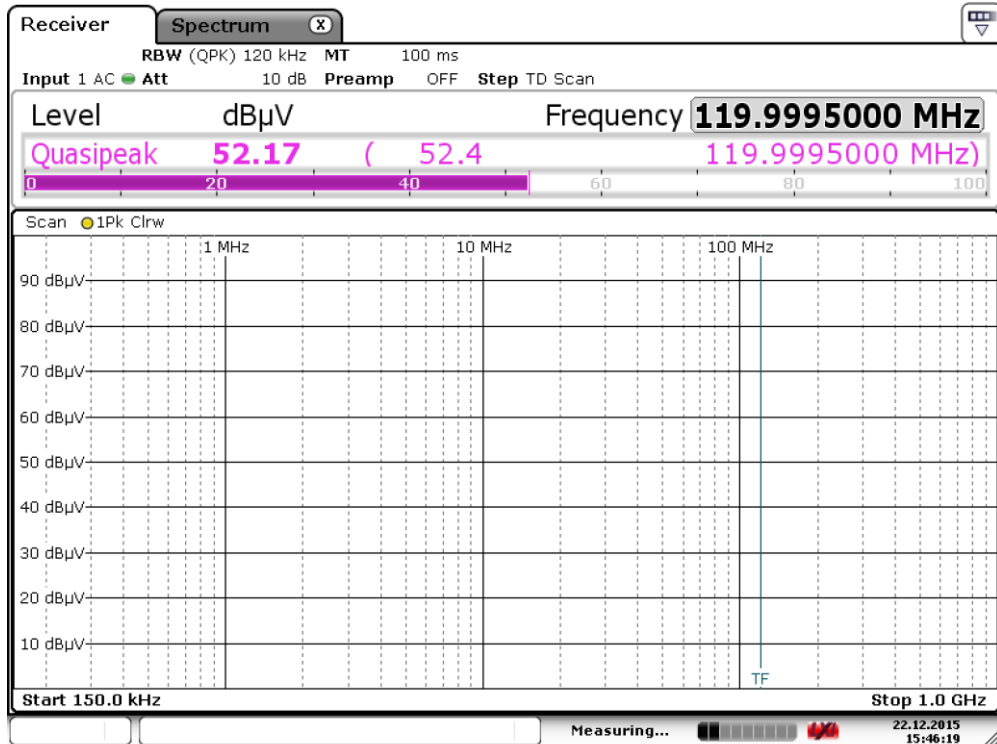 Receiver Spectrum X
RBW (QPK) 120 kHz MT 100 ms
Input 1 AC Att 10 dB Preamp OFF Step TD Scan
Level dBµV Frequency 119.9995000 MHz
Quasipeak 52.17 ( 52.4 119.9995000 MHz)
0 20 40 60 80 100
Scan 1Pk Clrw
1 MHz 10 MHz 100 MHz
90 dBµV
80 dBµV
70 dBµV
60 dBµV
50 dBµV
40 dBµV
30 dBµV
20 dBµV
10 dBµV
TF
Start 150.0 kHz Stop 1.0 GHz
Measuring... 22.12.2015
15:46:19